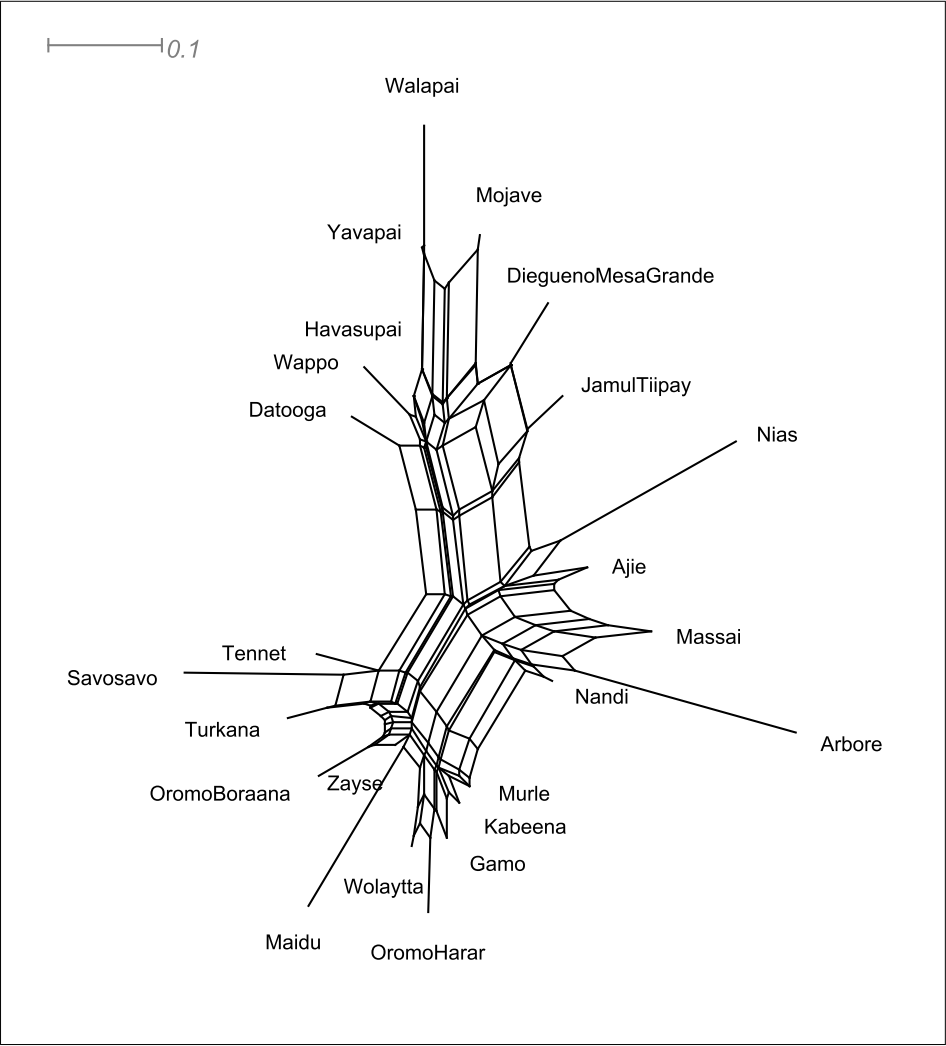 0.1
Walapai
Mojave
Yavapai
DieguenoMesaGrande
Havasupai
Wappo
JamulTiipay
Datooga
Nias
Ajie
Massai
Tennet
Savosavo
Nandi
Turkana
Arbore
Zayse
OromoBoraana
Murle
Kabeena
Gamo
Wolaytta
Maidu
OromoHarar